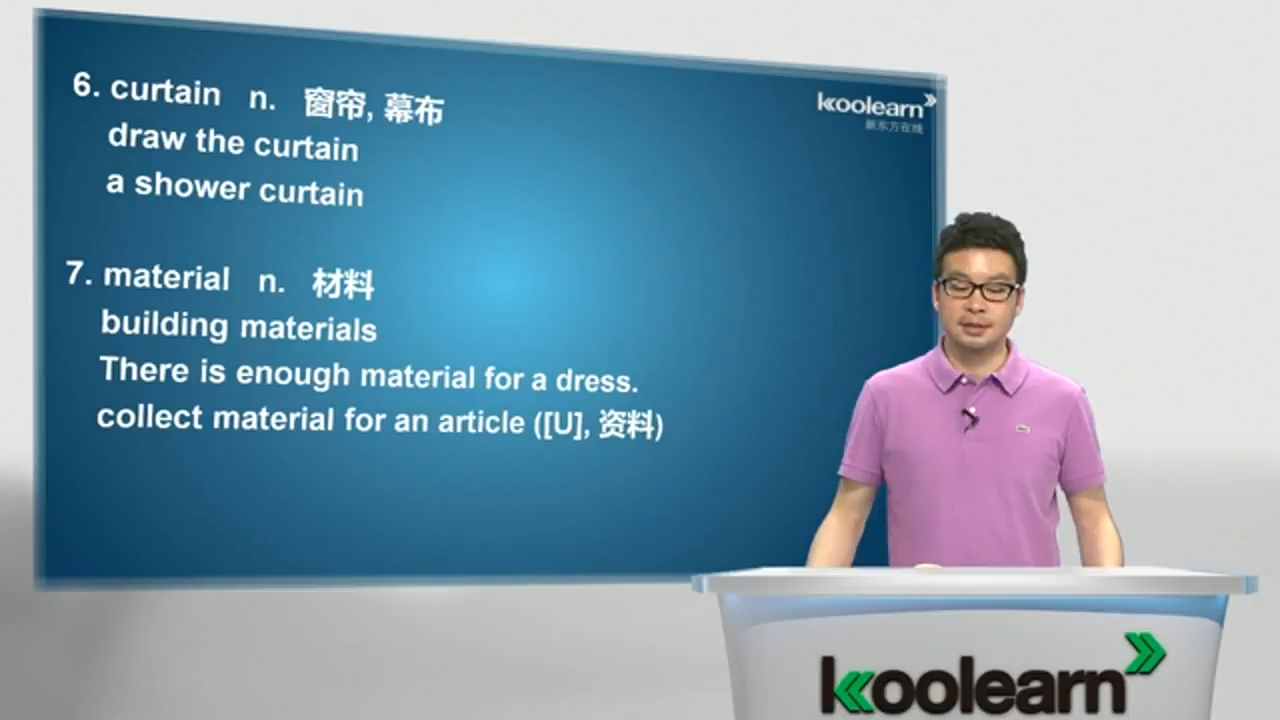 6. curtain n. 窗帘, 幕布
draw the curtain
a shower curtain
7. material n. 材料
building materials
There is enough material for a dress.
collect material for an article ([U], 资料)
koolearn
新东方在线
koolearn